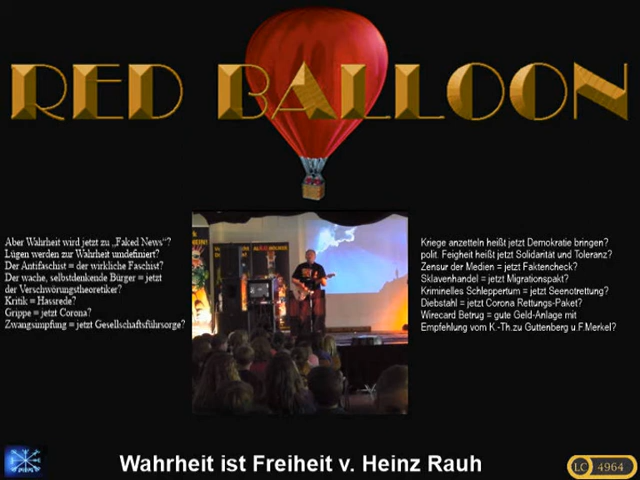 RED BALLOON
Aber Wahrheit wird jetzt zu „Faked News“?
Lügen werden zur Wahrheit umdefiniert?
Der Antifaschist = der wirkliche Faschist?
Der wache, selbstdenkende Bürger = jetzt
der Verschwörungstheoretiker?
Kritik = Hassrede?
Grippe = jetzt Corona?
Zwangsimpfung = jetzt Gesellschaftsführsorge?
Kriege anzetteln heißt jetzt Demokratie bringen?
polit. Feigheit heißt jetzt Solidarität und Toleranz?
Zensur der Medien = jetzt Faktencheck?
Sklavenhandel = jetzt Migrationspakt?
Kriminelles Schleppertum = jetzt Seenotrettung?
Diebstahl = jetzt Corona Rettungs-Paket?
Wirecard Betrug = gute Geld-Anlage mit
Empfehlung vom K.-Th.zu Guttenberg u.F.Merkel?
Wahrheit ist Freiheit v. Heinz Rauh
LC 4964